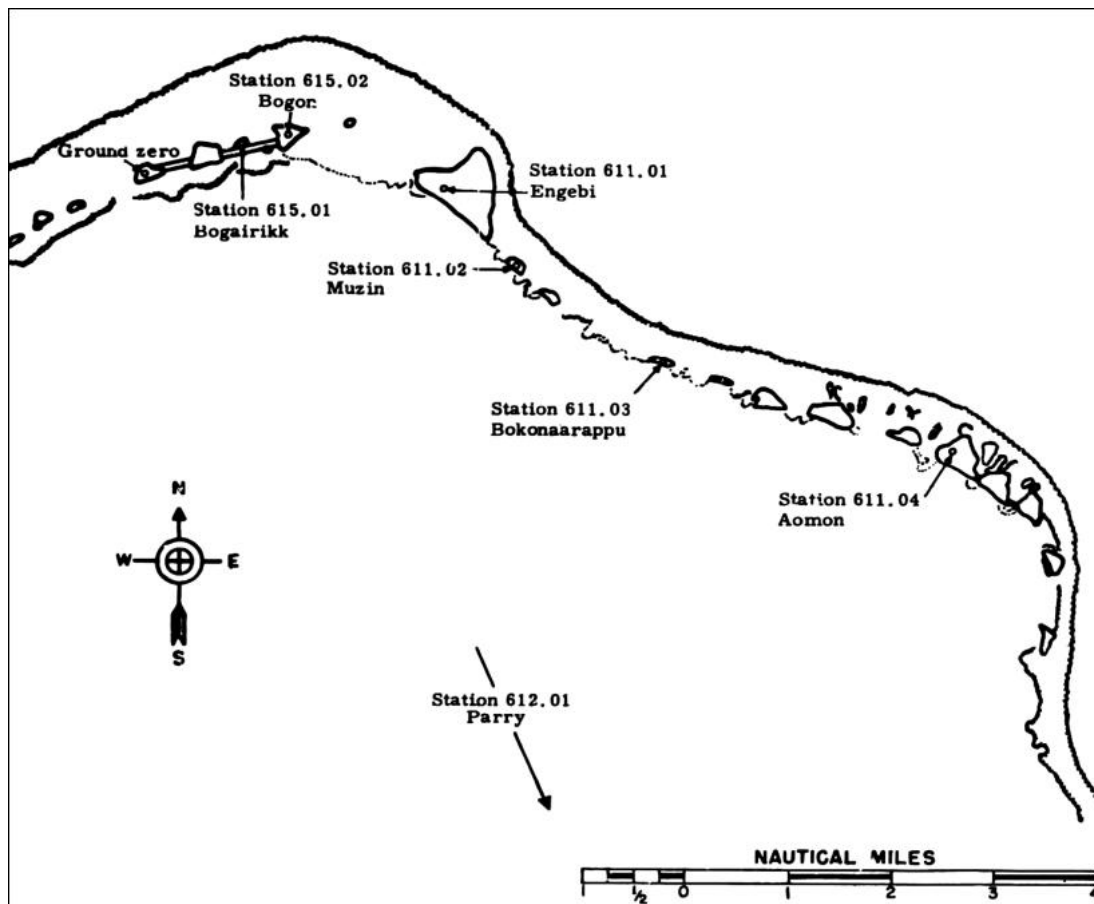 Station 615.02
Bogon
Ground zero
Station 611.01
Engebi
Station 615.01
Bogairikk
Station 611.02
Muzin
Station 611.03
Bokonaarappu
Station 611.04
Aomon
N
W E
S
Station 612.01
Parry
NAUTICAL MILES
1 1/2 0 1 2 3 4